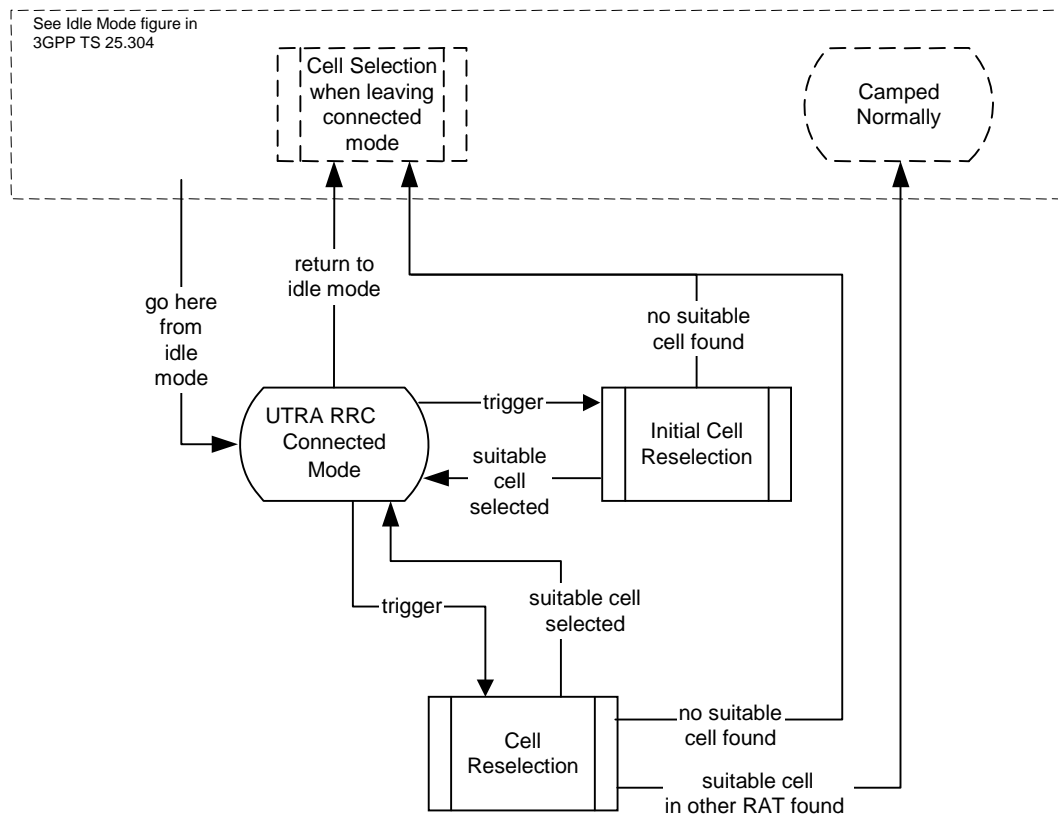 See Idle Mode figure in
3GPP TS 25.304
Cell Selection
when leaving
connected
mode
Camped
Normally
return to
idle mode
go here
from
idle
mode
no suitable
cell found
UTRA RRC
Connected
Mode
trigger
Initial Cell
Reselection
suitable
cell
selected
trigger
suitable cell
selected
Cell
Reselection
no suitable
cell found
suitable cell
in other RAT found